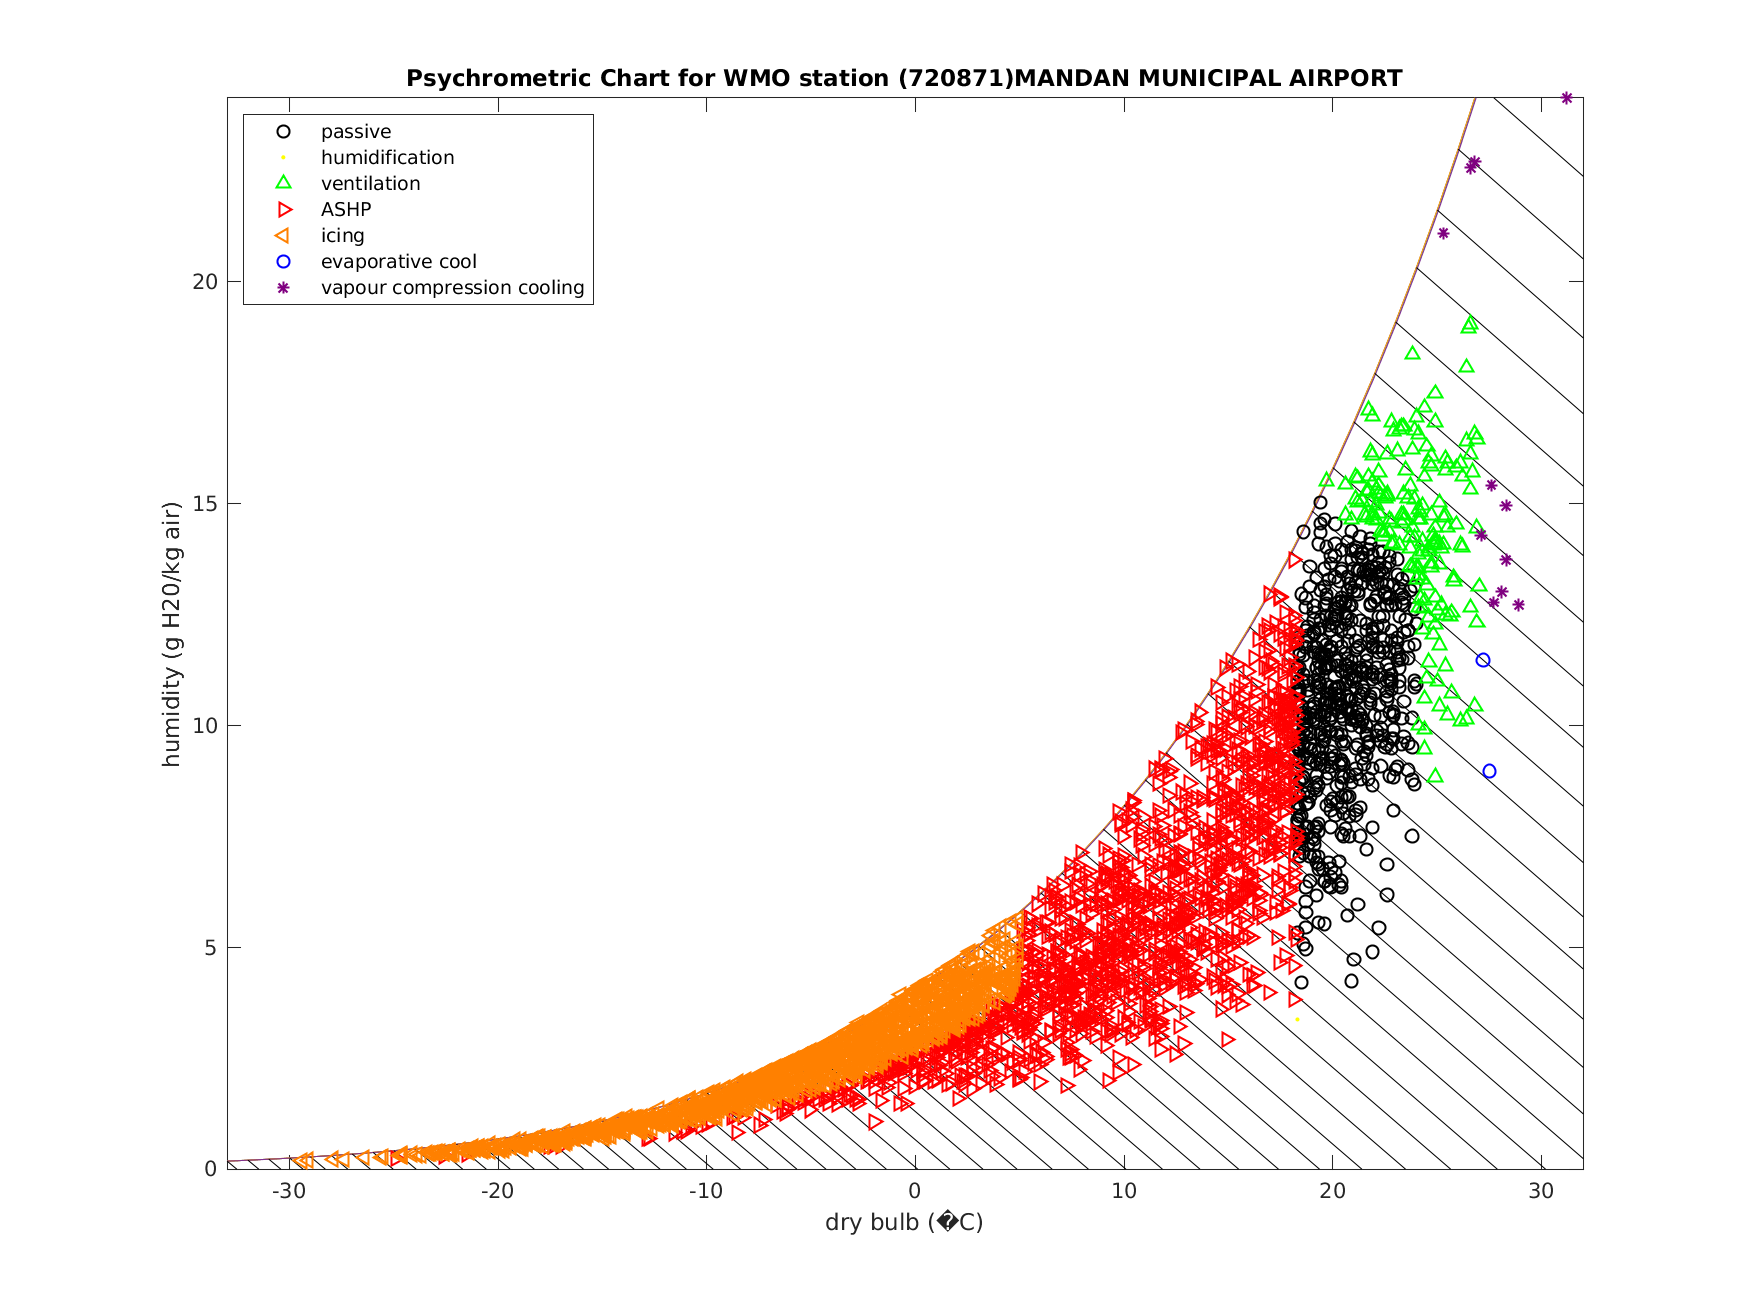 Psychrometric Chart for WMO station (720871)MANDAN MUNICIPAL AIRPORT
passive
humidification
ventilation
ASHP
icing
evaporative cool
vapour compression cooling
humidity (g H20/kg air)
20
15
10
5
0
-30 -20 -10 0 10 20 30
dry bulb (�C)